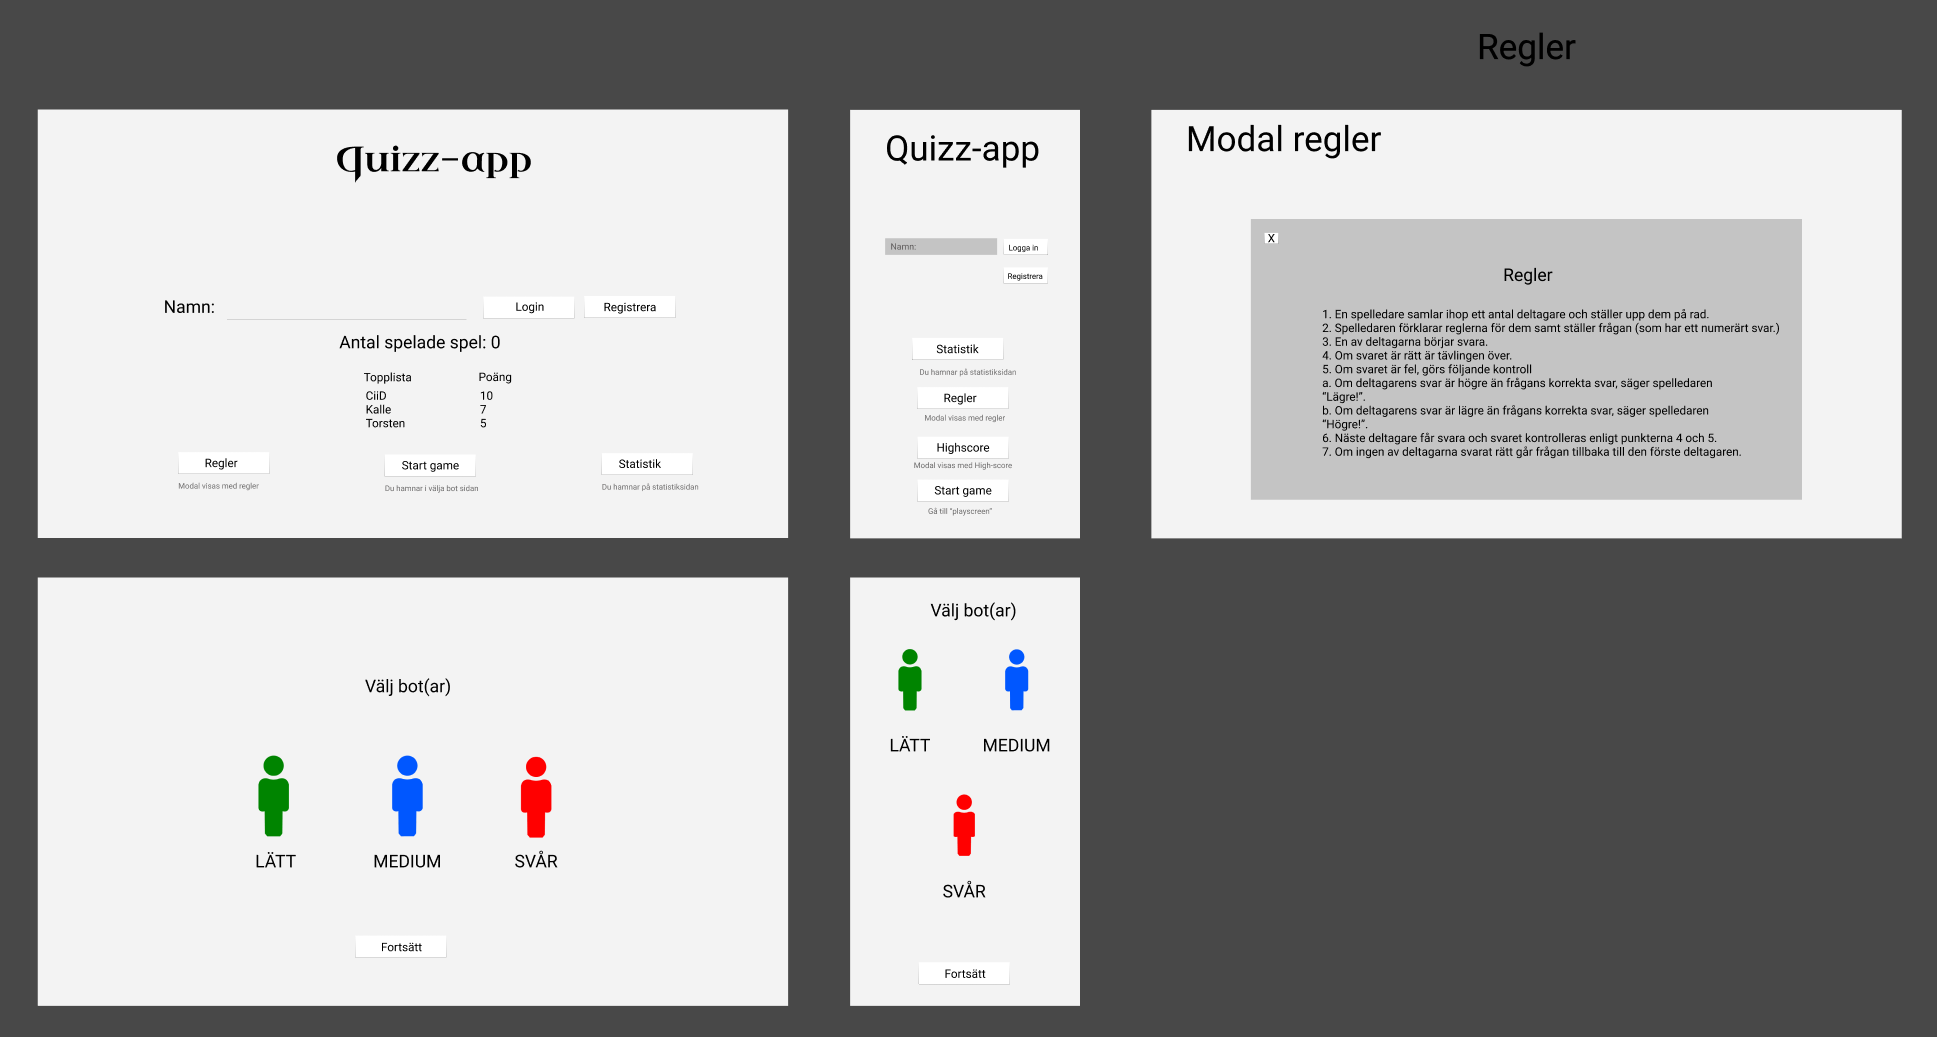 Regler
Quizz-app
Namn:
Login
Registrera
Antal spelade spel: 0
Topplista Poäng
CiiD 10
Kalle 7
Torsten 5
Regler
Modal visas med regler
Start game
Du hamnar i välja bot sidan
Statistik
Du hamnar på statistiksidan
Quizz-app
Namn:
Logga in
Registrera
Statistik
Du hamnar på statistiksidan
Regler
Modal visas med regler
Highscore
Modal visas med High-score
Start game
Gå till "playscreen"
Modal regler
X
Regler
1. En spelledare samlar ihop ett antal deltagare och ställer upp dem på rad.
2. Spelledaren förklarar reglerna för dem samt ställer frågan (som har ett numerärt svar.)
3. En av deltagarna börjar svara.
4. Om svaret är rätt är tävlingen över.
5. Om svaret är fel, görs följande kontroll
a. Om deltagarens svar är högre än frågans korrekta svar, säger spelledaren
“Lägre!”.
b. Om deltagarens svar är lägre än frågans korrekta svar, säger spelledaren
“Högre!”.
6. Näste deltagare får svara och svaret kontrolleras enligt punkterna 4 och 5.
7. Om ingen av deltagarna svarat rätt går frågan tillbaka till den förste deltagaren.
Välj bot(ar)
LÄTT
MEDIUM
SVÅR
Fortsätt
Välj bot(ar)
LÄTT
MEDIUM
SVÅR
Fortsätt